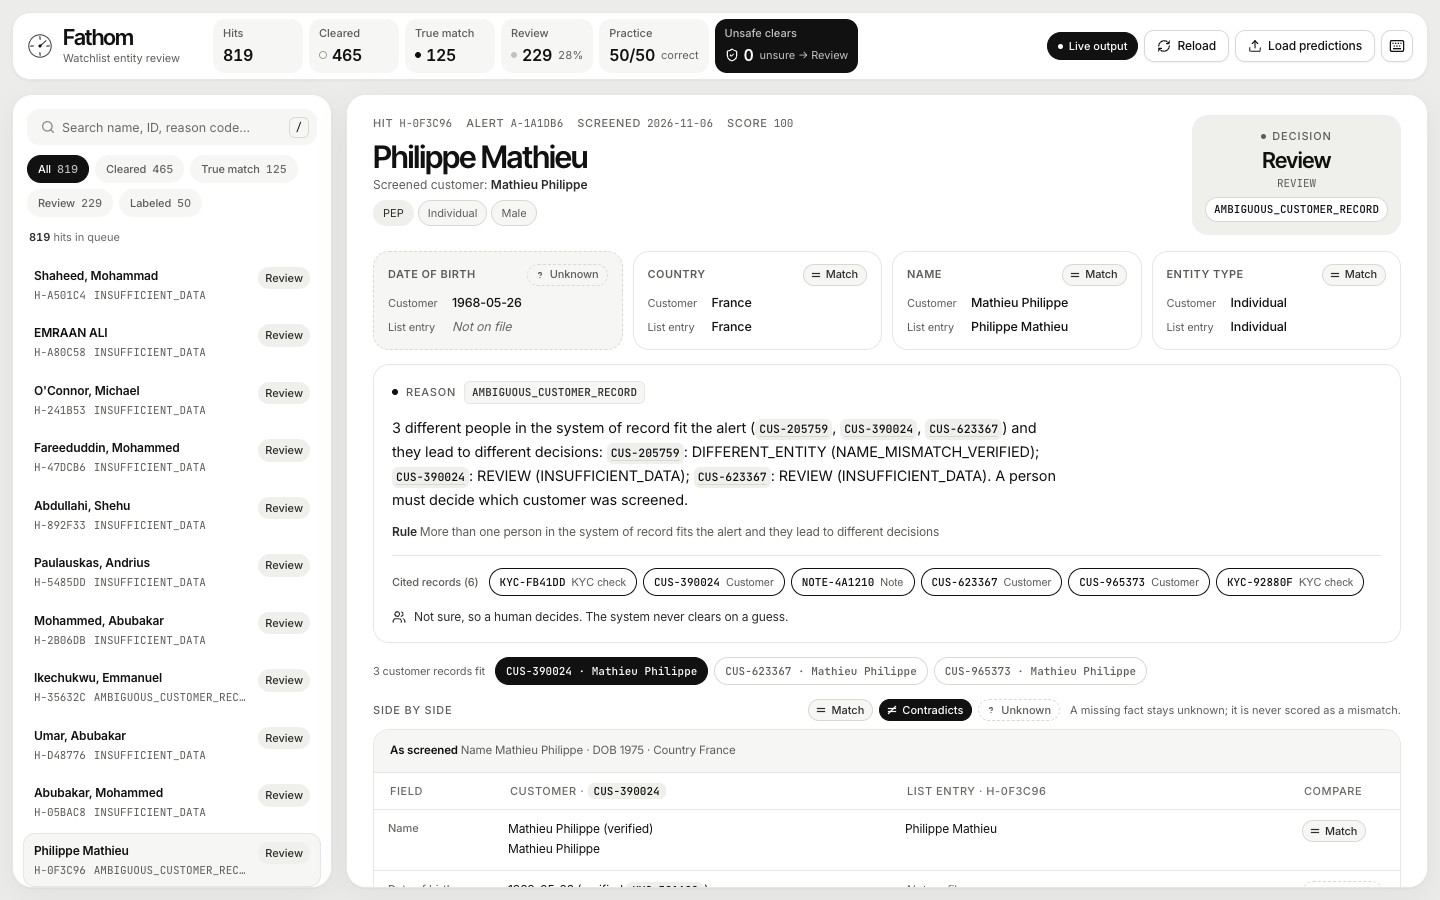 Fathom
Watchlist entity review
Hits
819
Cleared
465
True match
125
Review
229 28%
Practice
50/50 correct
Unsafe clears
0 unsure → Review
Live output
Reload
Load predictions
Search name, ID, reason code...
/
All 819
Cleared 465
True match 125
Review 229
Labeled 50
819 hits in queue
Shaheed, Mohammad
Review
H-A501C4 INSUFFICIENT_DATA
EMRAAN ALI
Review
H-A80C58 INSUFFICIENT_DATA
O'Connor, Michael
Review
H-241B53 INSUFFICIENT_DATA
Fareeduddin, Mohammed
Review
H-47DCB6 INSUFFICIENT_DATA
Abdullahi, Shehu
Review
H-892F33 INSUFFICIENT_DATA
Paulauskas, Andrius
Review
H-5485DD INSUFFICIENT_DATA
Mohammed, Abubakar
Review
H-2B06DB INSUFFICIENT_DATA
Ikechukwu, Emmanuel
Review
H-35632C AMBIGUOUS_CUSTOMER_REC…
Umar, Abubakar
Review
H-D48776 INSUFFICIENT_DATA
Abubakar, Mohammed
Review
H-05BAC8 INSUFFICIENT_DATA
Philippe Mathieu
Review
H-0F3C96 AMBIGUOUS_CUSTOMER_REC…
HIT H-0F3C96 ALERT A-1A1DB6 SCREENED 2026-11-06 SCORE 100
Philippe Mathieu
Screened customer: Mathieu Philippe
PEP Individual Male
DECISION
Review
REVIEW
AMBIGUOUS_CUSTOMER_RECORD
DATE OF BIRTH ? Unknown
Customer 1968-05-26
List entry Not on file
COUNTRY = Match
Customer France
List entry France
NAME = Match
Customer Mathieu Philippe
List entry Philippe Mathieu
ENTITY TYPE = Match
Customer Individual
List entry Individual
REASON AMBIGUOUS_CUSTOMER_RECORD
3 different people in the system of record fit the alert (CUS-205759, CUS-390024, CUS-623367) and
they lead to different decisions: CUS-205759: DIFFERENT_ENTITY (NAME_MISMATCH_VERIFIED);
CUS-390024: REVIEW (INSUFFICIENT_DATA); CUS-623367: REVIEW (INSUFFICIENT_DATA). A person
must decide which customer was screened.
Rule More than one person in the system of record fits the alert and they lead to different decisions
Cited records (6) KYC-FB41DD KYC check CUS-390024 Customer NOTE-4A1210 Note CUS-623367 Customer CUS-965373 Customer KYC-92880F KYC check
Not sure, so a human decides. The system never clears on a guess.
3 customer records fit CUS-390024 · Mathieu Philippe CUS-623367 · Mathieu Philippe CUS-965373 · Mathieu Philippe
SIDE BY SIDE = Match ≠ Contradicts ? Unknown A missing fact stays unknown; it is never scored as a mismatch.
As screened Name Mathieu Philippe · DOB 1975 · Country France
FIELD CUSTOMER · CUS-390024 LIST ENTRY · H-0F3C96 COMPARE
Name Mathieu Philippe (verified) Philippe Mathieu = Match
Mathieu Philippe